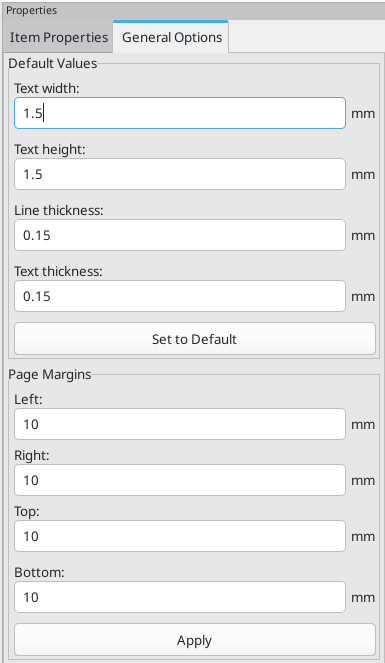 Properties
Item Properties General Options
Default Values
Text width:
1.5 mm
Text height:
1.5 mm
Line thickness:
0.15 mm
Text thickness:
0.15 mm
Set to Default
Page Margins
Left:
10 mm
Right:
10 mm
Top:
10 mm
Bottom:
10 mm
Apply